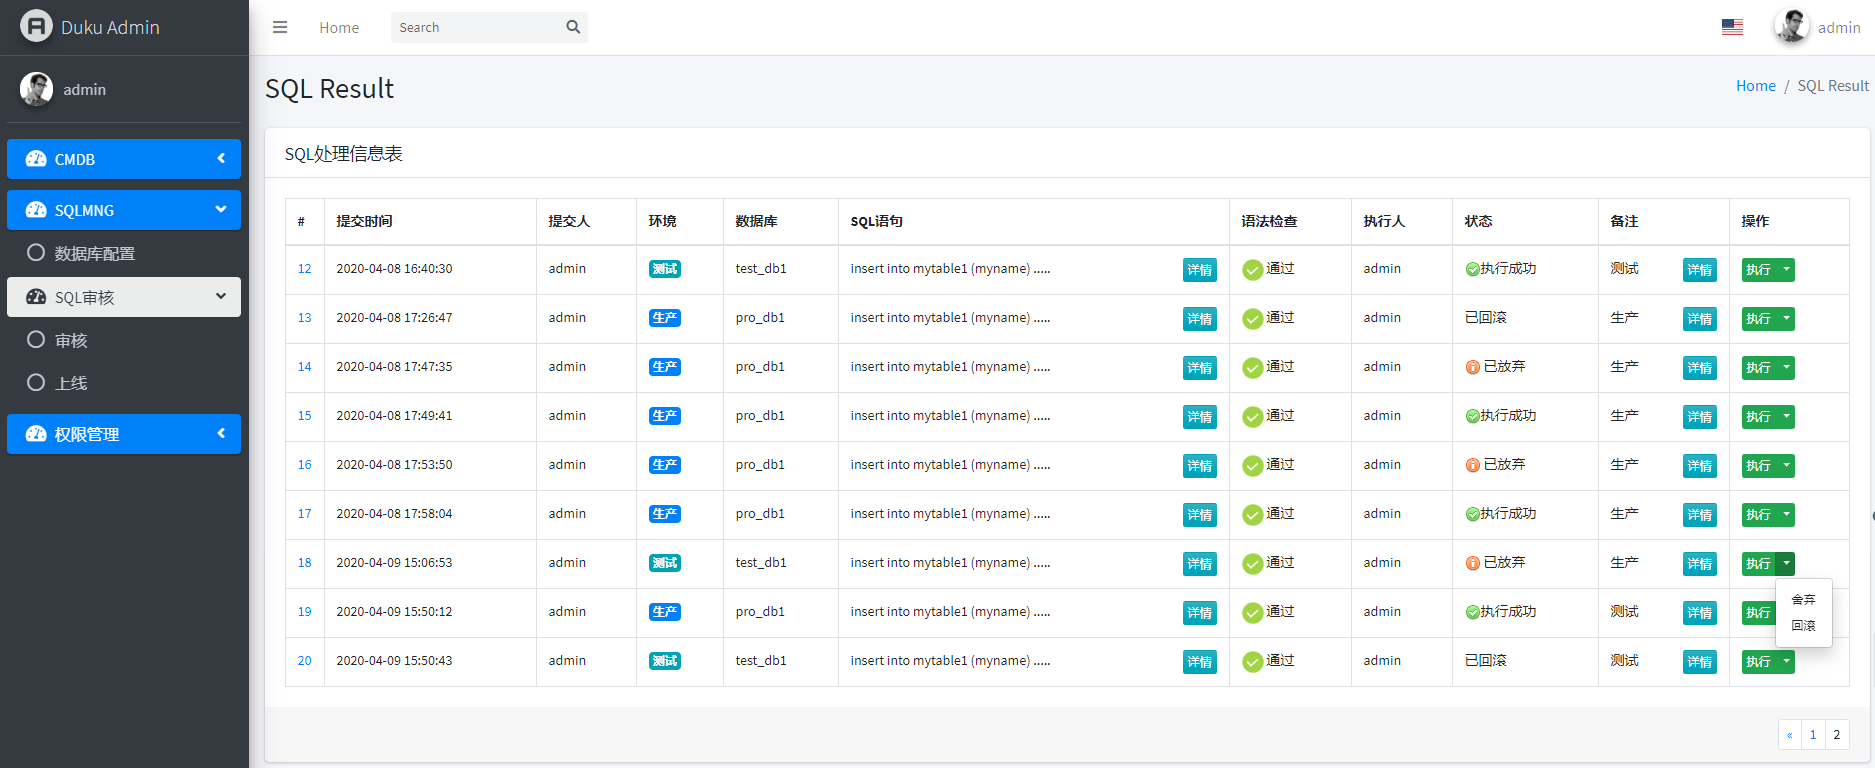 Duku Admin
Home
Search
admin
admin
SQL Result
Home / SQL Result
CMDB
SQLMNG
数据库配置
SQL审核
审核
上线
权限管理
SQL处理信息表
# 提交时间 提交人 环境 数据库 SQL语句 语法检查 执行人 状态 备注 操作
12 2020-04-08 16:40:30 admin 测试 test_db1 insert into mytable1 (myname) ..... 详情 通过 admin 执行成功 测试 详情 执行
13 2020-04-08 17:26:47 admin 生产 pro_db1 insert into mytable1 (myname) ..... 详情 通过 admin 已回滚 生产 详情 执行
14 2020-04-08 17:47:35 admin 生产 pro_db1 insert into mytable1 (myname) ..... 详情 通过 admin 已放弃 生产 详情 执行
15 2020-04-08 17:49:41 admin 生产 pro_db1 insert into mytable1 (myname) ..... 详情 通过 admin 执行成功 生产 详情 执行
16 2020-04-08 17:53:50 admin 生产 pro_db1 insert into mytable1 (myname) ..... 详情 通过 admin 已放弃 生产 详情 执行
17 2020-04-08 17:58:04 admin 生产 pro_db1 insert into mytable1 (myname) ..... 详情 通过 admin 执行成功 生产 详情 执行
18 2020-04-09 15:06:53 admin 测试 test_db1 insert into mytable1 (myname) ..... 详情 通过 admin 已放弃 生产 详情 执行
19 2020-04-09 15:50:12 admin 生产 pro_db1 insert into mytable1 (myname) ..... 详情 通过 admin 执行成功 测试 详情 执行
舍弃
回滚
20 2020-04-09 15:50:43 admin 测试 test_db1 insert into mytable1 (myname) ..... 详情 通过 admin 已回滚 测试 详情 执行
« 1 2